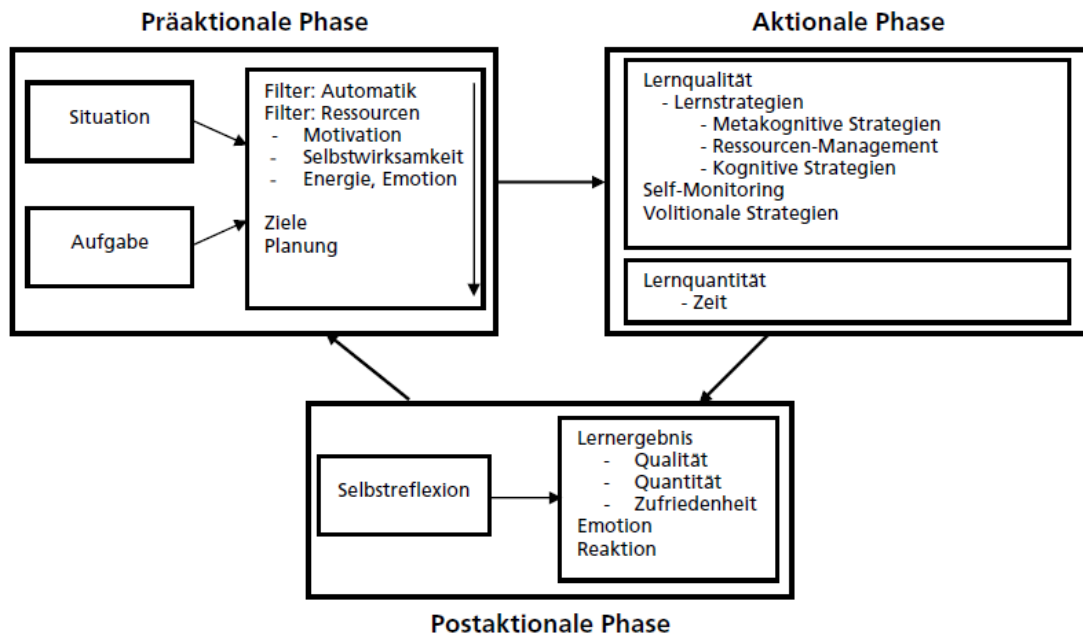 Präaktionale Phase
Situation
Aufgabe
Filter: Automatik
Filter: Ressourcen
- Motivation
- Selbstwirksamkeit
- Energie, Emotion
Ziele
Planung
Aktionale Phase
Lernqualität
- Lernstrategien
- Metakognitive Strategien
- Ressourcen-Management
- Kognitive Strategien
Self-Monitoring
Volitionale Strategien
Lernquantität
- Zeit
Selbstreflexion
Lernergebnis
- Qualität
- Quantität
- Zufriedenheit
Emotion
Reaktion
Postaktionale Phase